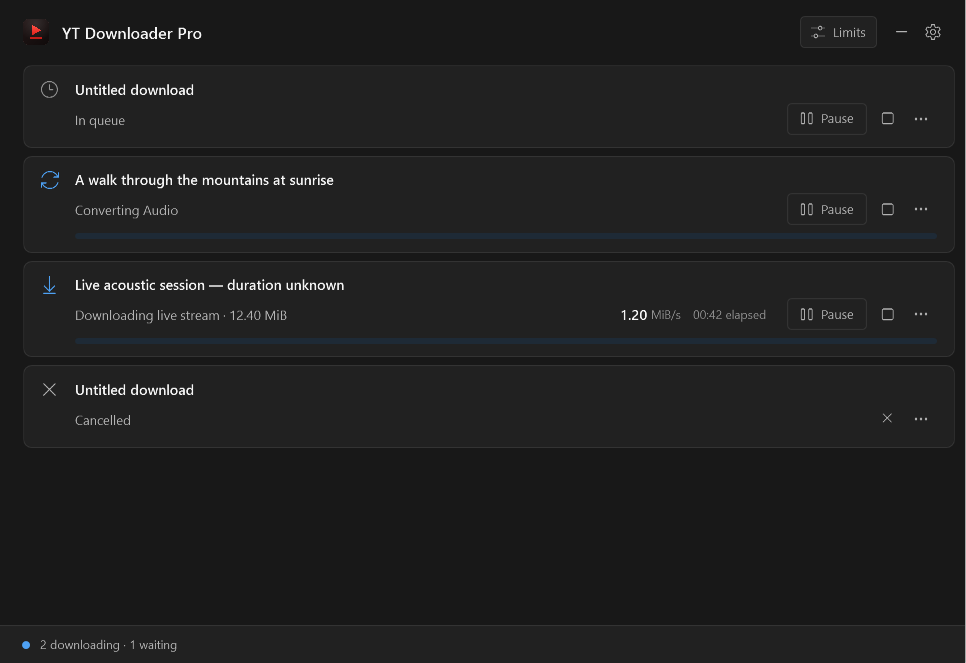 YT Downloader Pro
Limits
Untitled download
In queue
Pause
A walk through the mountains at sunrise
Converting Audio
Pause
Live acoustic session — duration unknown
Downloading live stream · 12.40 MiB
1.20 MiB/s 00:42 elapsed
Pause
Untitled download
Cancelled
2 downloading · 1 waiting